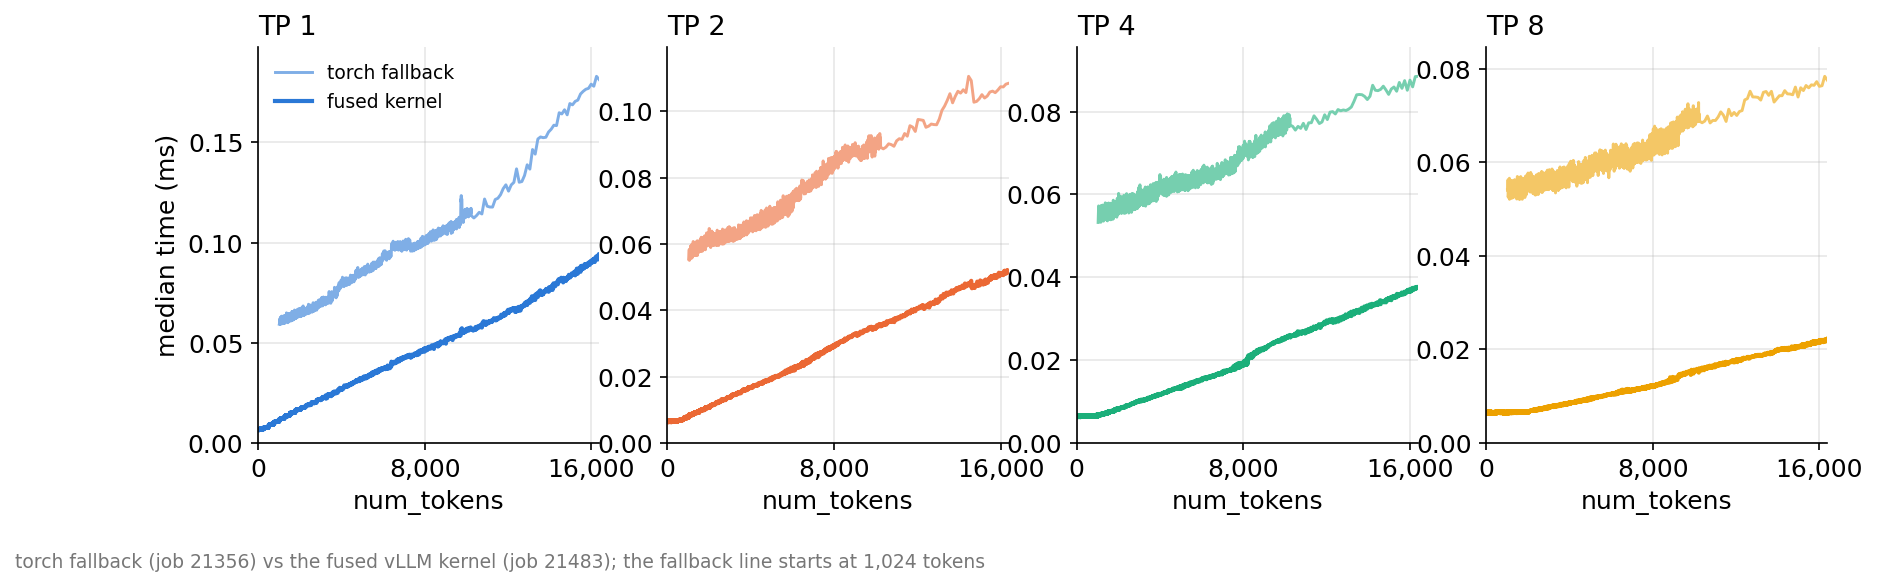 TP 1
TP 2
TP 4
TP 8
torch fallback
fused kernel
median time (ms)
0.15
0.10
0.05
0.00
0
8,000
16,000
num_tokens
0.10
0.08
0.06
0.04
0.02
0.00
0
8,000
16,000
num_tokens
0.08
0.06
0.04
0.02
0.00
0
8,000
16,000
num_tokens
0.08
0.06
0.04
0.02
0.00
0
8,000
16,000
num_tokens
torch fallback (job 21356) vs the fused vLLM kernel (job 21483); the fallback line starts at 1,024 tokens